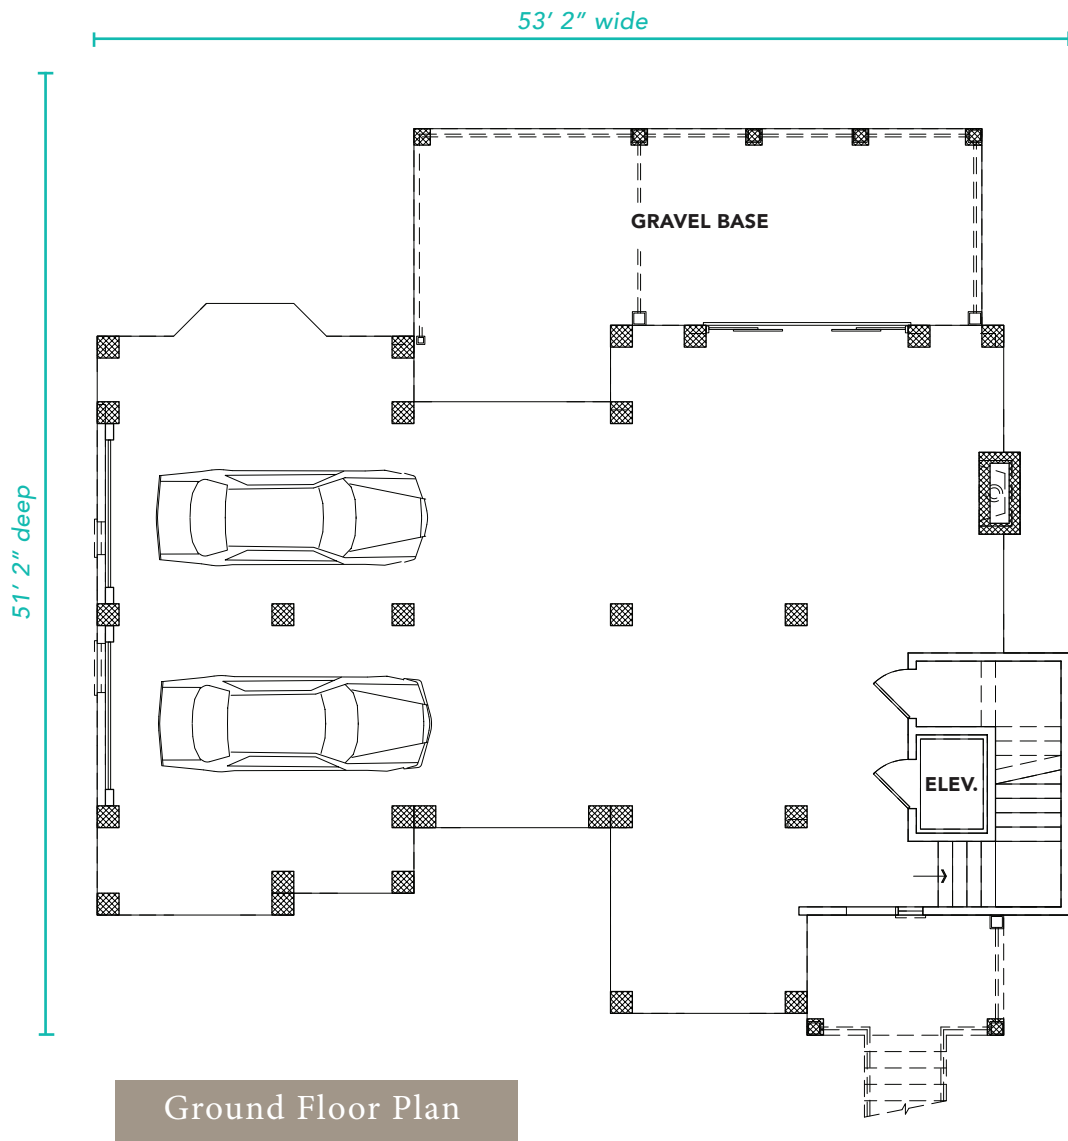 53’ 2” wide
GRAVEL BASE
51’ 2” deep
ELEV.
Ground Floor Plan